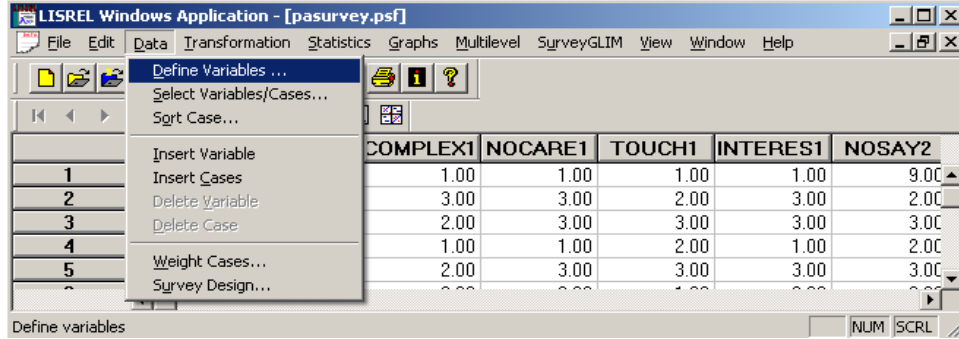 LISREL Windows Application - [pasurvey.psf]
File Edit Data Transformation Statistics Graphs Multilevel SurveyGLIM View Window Help
Define Variables ...
Select Variables/Cases...
Sort Case...
Insert Variable
Insert Cases
Delete Variable
Delete Case
Weight Cases...
Survey Design...
COMPLEX1 NOCARE1 TOUCH1 INTERES1 NOSAY2
1 1.00 1.00 1.00 1.00 9.00
2 3.00 3.00 2.00 3.00 2.00
3 2.00 3.00 3.00 3.00 3.00
4 1.00 1.00 2.00 1.00 2.00
5 2.00 3.00 3.00 3.00 3.00
Define variables NUM SCRL